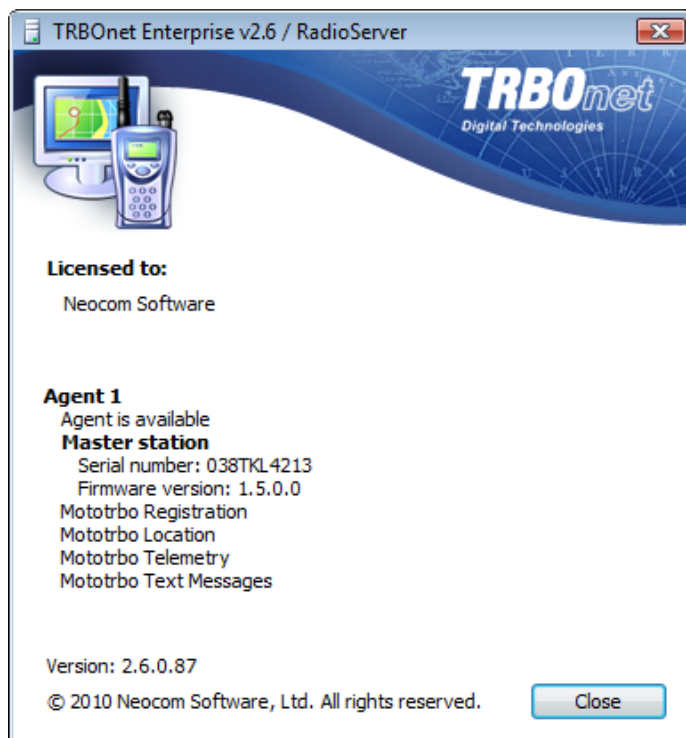 TRBOnet Enterprise v2.6 / RadioServer
TRBOnet
Digital Technologies
Licensed to:
Neocom Software
Agent 1
Agent is available
Master station
Serial number: 038TKL4213
Firmware version: 1.5.0.0
Mototrbo Registration
Mototrbo Location
Mototrbo Telemetry
Mototrbo Text Messages
Version: 2.6.0.87
© 2010 Neocom Software, Ltd. All rights reserved.
Close